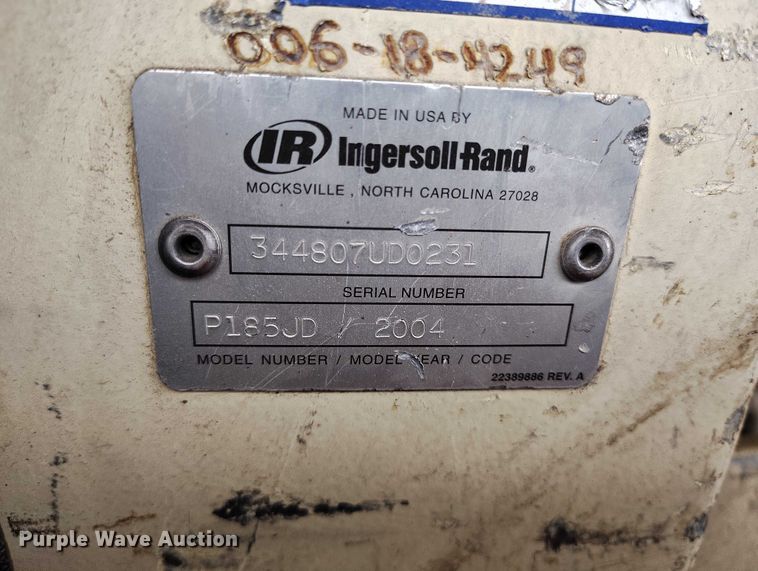 006-18-4249
MADE IN USA BY
IR Ingersoll-Rand®
MOCKSVILLE , NORTH CAROLINA 27028
344807UD0231
SERIAL NUMBER
P185JD / 2004
MODEL NUMBER / MODEL YEAR / CODE
22389886 REV. A
Purple Wave Auction